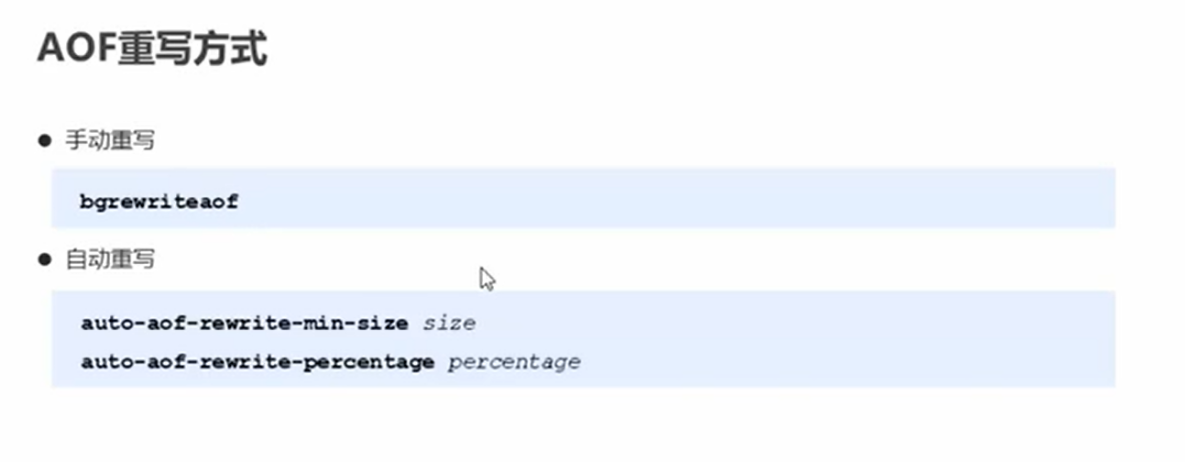 AOF重写方式
● 手动重写
bgrewriteaof
● 自动重写
auto-aof-rewrite-min-size size
auto-aof-rewrite-percentage percentage